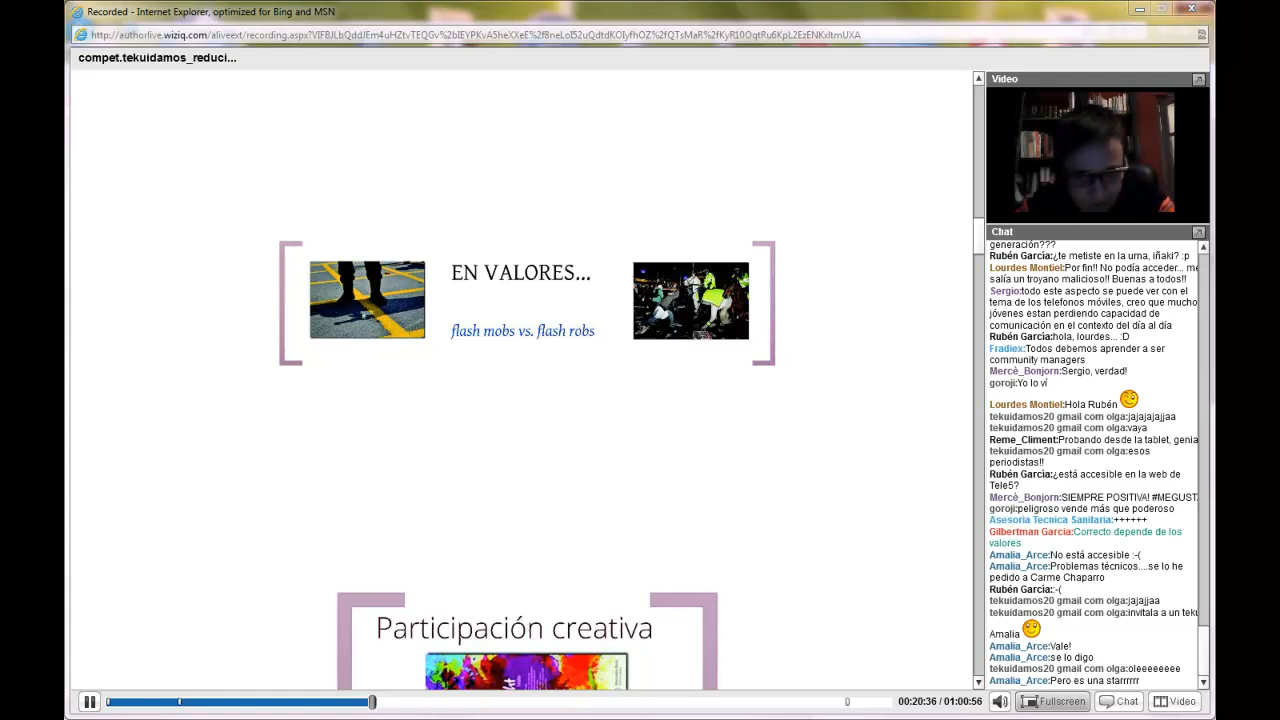 Recorded - Internet Explorer, optimized for Bing and MSN
compet.tekuidamos_reduci...
Video
EN VALORES...
flash mobs vs. flash robs
Participación creativa
Chat
generación???
Rubén García:¿te metiste en la urna, iñaki? :p
Lourdes Montiel:Por fin!! No podía acceder... me
salía un troyano malicioso!! Buenas a todos!!
Sergio:todo este aspecto se puede ver con el
tema de los telefonos móviles, creo que mucho
jóvenes estan perdiendo capacidad de
comunicación en el contexto del día al día
Rubén García:hola, lourdes... :D
Fradiex:Todos debemos aprender a ser
community managers
Mercè_Bonjorn:Sergio, verdad!
goroji:Yo lo ví
Lourdes Montiel:Hola Rubén
tekuidamos20 gmail com olga:jajajajajjaa
tekuidamos20 gmail com olga:vaya
Reme_Climent:Probando desde la tablet, genia
tekuidamos20 gmail com olga:esos
periodistas!!
Rubén García:¿está accesible en la web de
Tele5?
Mercè_Bonjorn:SIEMPRE POSITIVA! #MEGUST
goroji:peligroso vende más que poderoso
Asesoria Tecnica Sanitaria:++++++
Gilbertman Garcia:Correcto depende de los
valores
Amalia_Arce:No está accesible :-(
Amalia_Arce:Problemas técnicos....se lo he
pedido a Carme Chaparro
Rubén García::-(
tekuidamos20 gmail com olga:jajajjaa
tekuidamos20 gmail com olga:invitala a un teku
Amalia
Amalia_Arce:Vale!
Amalia_Arce:se lo digo
tekuidamos20 gmail com olga:oleeeeeeee
Amalia_Arce:Pero es una starrrrrr
00:20:36 / 01:00:56
Fullscreen
Chat
Video